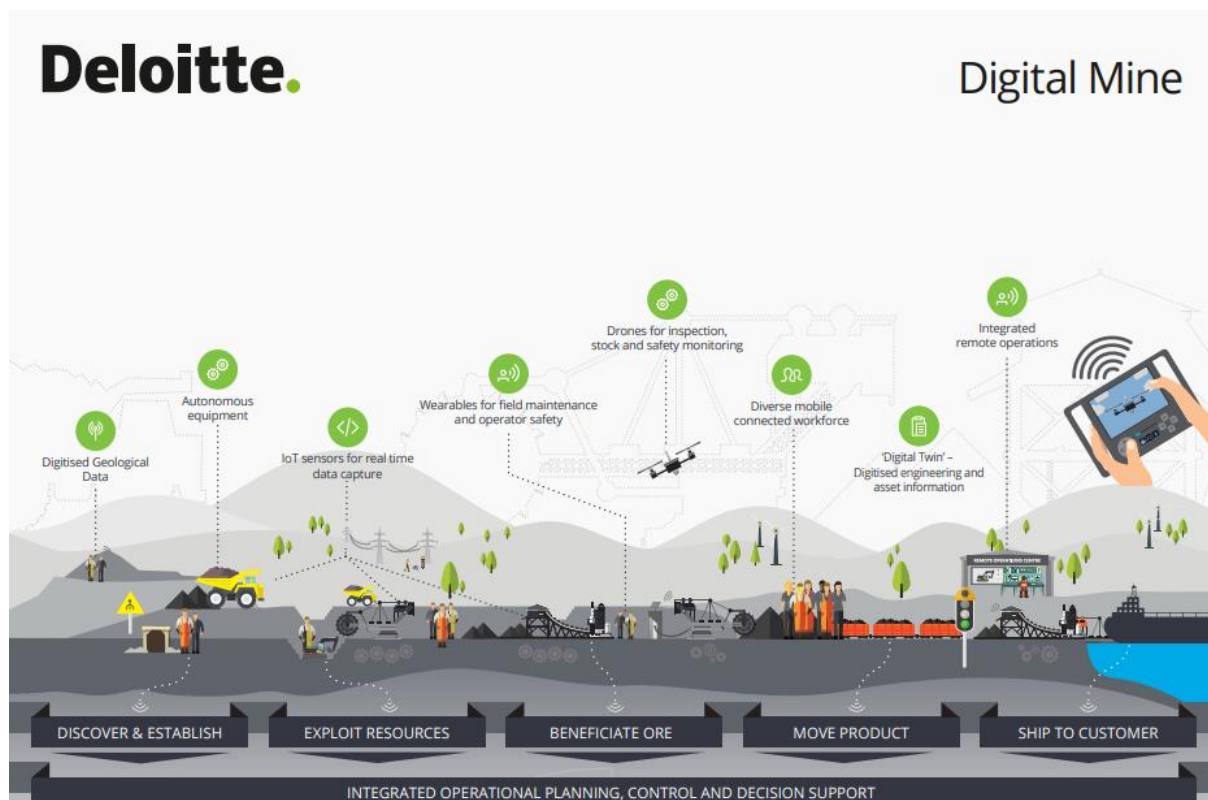 Deloitte.
Digital Mine
Drones for inspection,
stock and safety monitoring
Integrated
remote operations
Autonomous
equipment
Wearables for field maintenance
and operator safety
Diverse mobile
connected workforce
Digitised Geological
Data
IoT sensors for real time
data capture
'Digital Twin' –
Digitised engineering and
asset information
REMOTE OPERATIONS CENTRE
DISCOVER & ESTABLISH
EXPLOIT RESOURCES
BENEFICIATE ORE
MOVE PRODUCT
SHIP TO CUSTOMER
INTEGRATED OPERATIONAL PLANNING, CONTROL AND DECISION SUPPORT